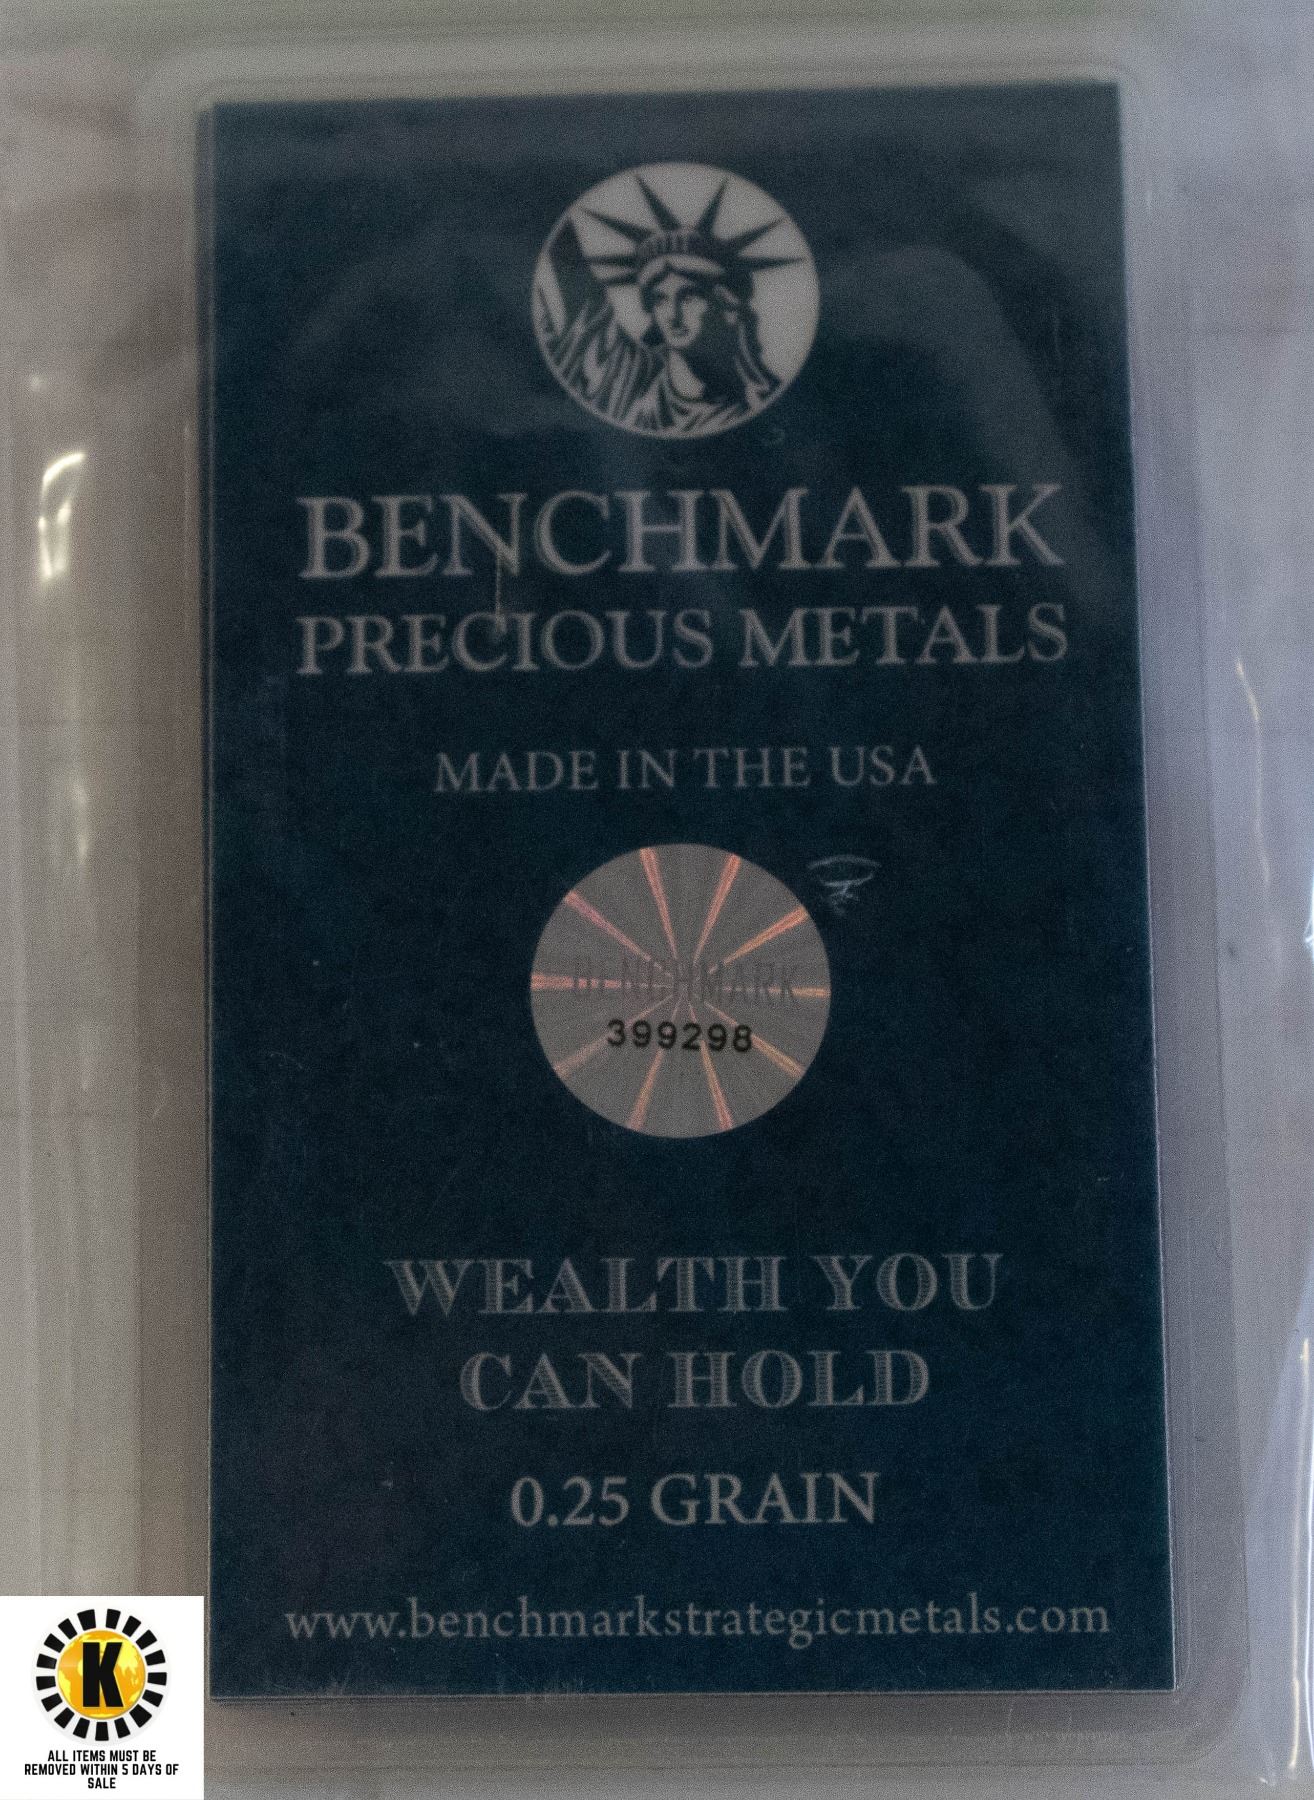 BENCHMARK
PRECIOUS METALS
MADE IN THE USA
BENCHMARK
399298
WEALTH YOU
CAN HOLD
0.25 GRAIN
www.benchmarkstrategicmetals.com
K
ALL ITEMS MUST BE
REMOVED WITHIN 5 DAYS OF
SALE